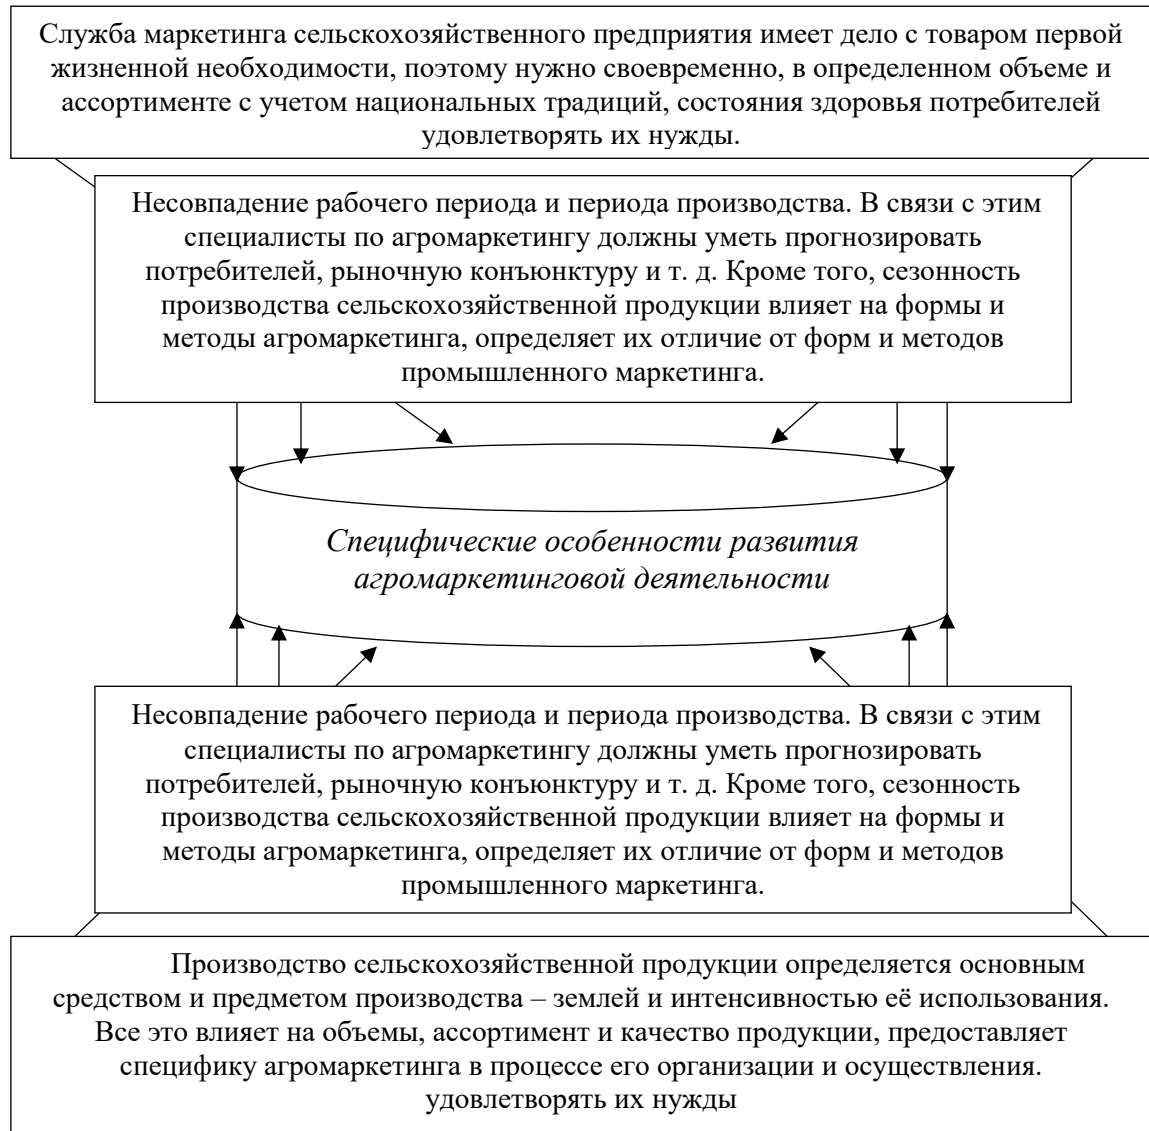 Служба маркетинга сельскохозяйственного предприятия имеет дело с товаром первой
жизненной необходимости, поэтому нужно своевременно, в определенном объеме и
ассортименте с учетом национальных традиций, состояния здоровья потребителей
удовлетворять их нужды.
Несовпадение рабочего периода и периода производства. В связи с этим
специалисты по агромаркетингу должны уметь прогнозировать
потребителей, рыночную конъюнктуру и т. д. Кроме того, сезонность
производства сельскохозяйственной продукции влияет на формы и
методы агромаркетинга, определяет их отличие от форм и методов
промышленного маркетинга.
Специфические особенности развития
агромаркетинговой деятельности
Несовпадение рабочего периода и периода производства. В связи с этим
специалисты по агромаркетингу должны уметь прогнозировать
потребителей, рыночную конъюнктуру и т. д. Кроме того, сезонность
производства сельскохозяйственной продукции влияет на формы и
методы агромаркетинга, определяет их отличие от форм и методов
промышленного маркетинга.
Производство сельскохозяйственной продукции определяется основным
средством и предметом производства – землей и интенсивностью её использования.
Все это влияет на объемы, ассортимент и качество продукции, предоставляет
специфику агромаркетинга в процессе его организации и осуществления.
удовлетворять их нужды